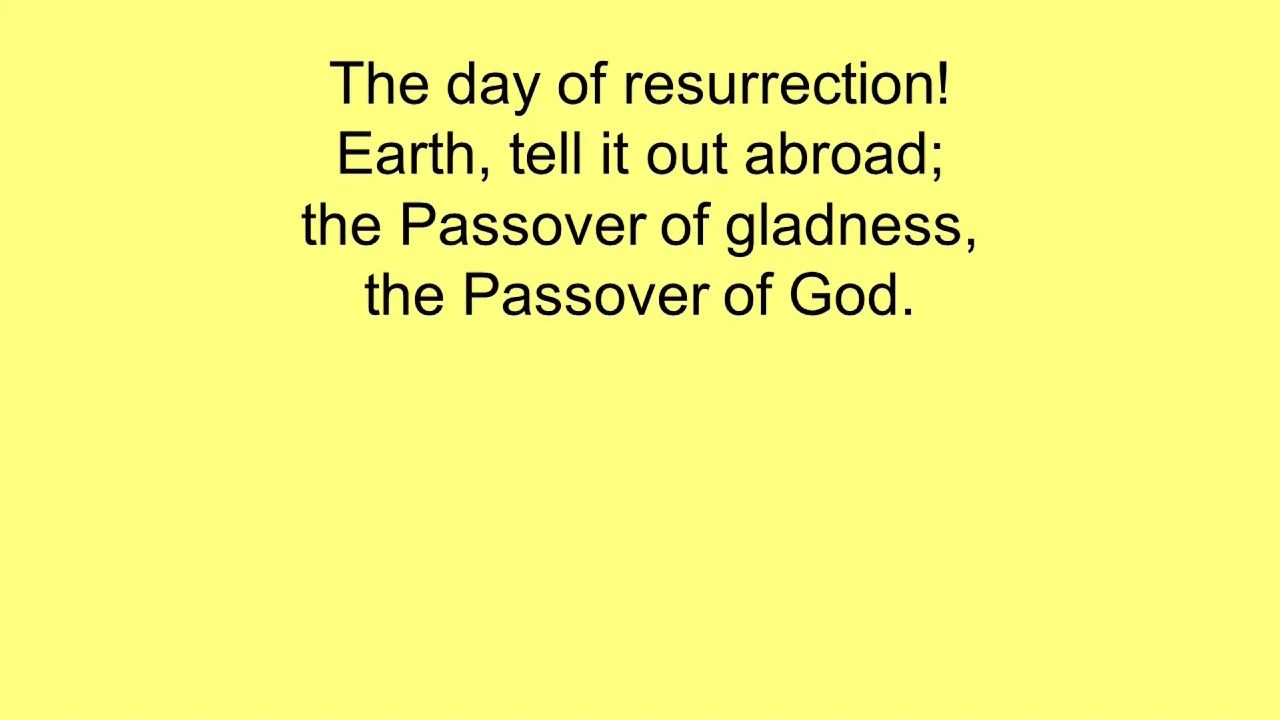 The day of resurrection!
Earth, tell it out abroad;
the Passover of gladness,
the Passover of God.